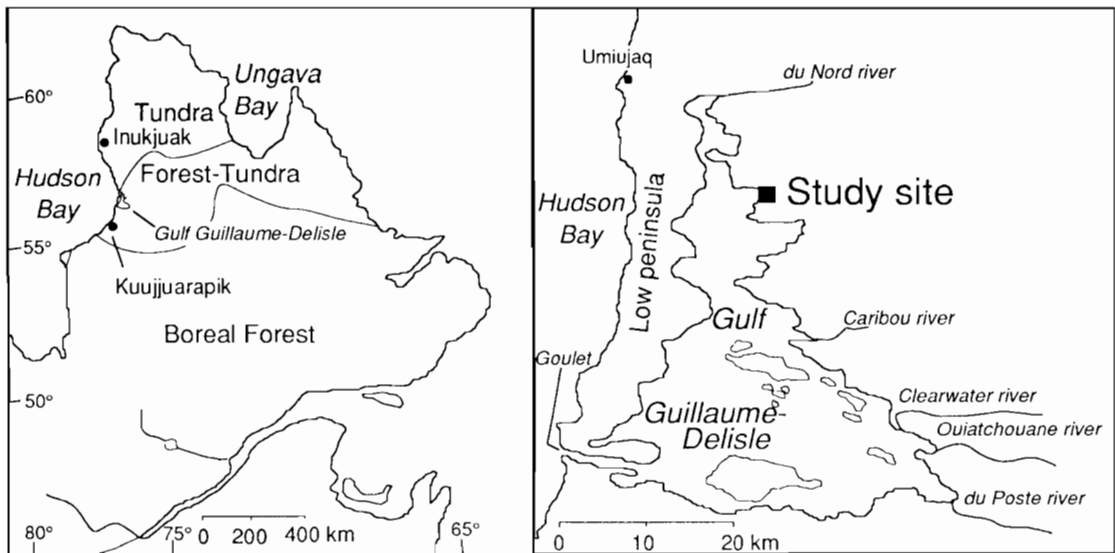 Ungava
Bay
60°
Tundra
Inukjuak
Forest-Tundra
Hudson
Bay
Gulf Guillaume-Delisle
55°
Kuujjuarapik
Boreal Forest
50°
80°
75°
0 200 400 km
65°
Umiujaq
du Nord river
Study site
Hudson
Bay
Low peninsula
Gulf
Caribou river
Goulet
Clearwater river
Guillaume-
Delisle
Ouiatchouane river
du Poste river
0 10 20 km